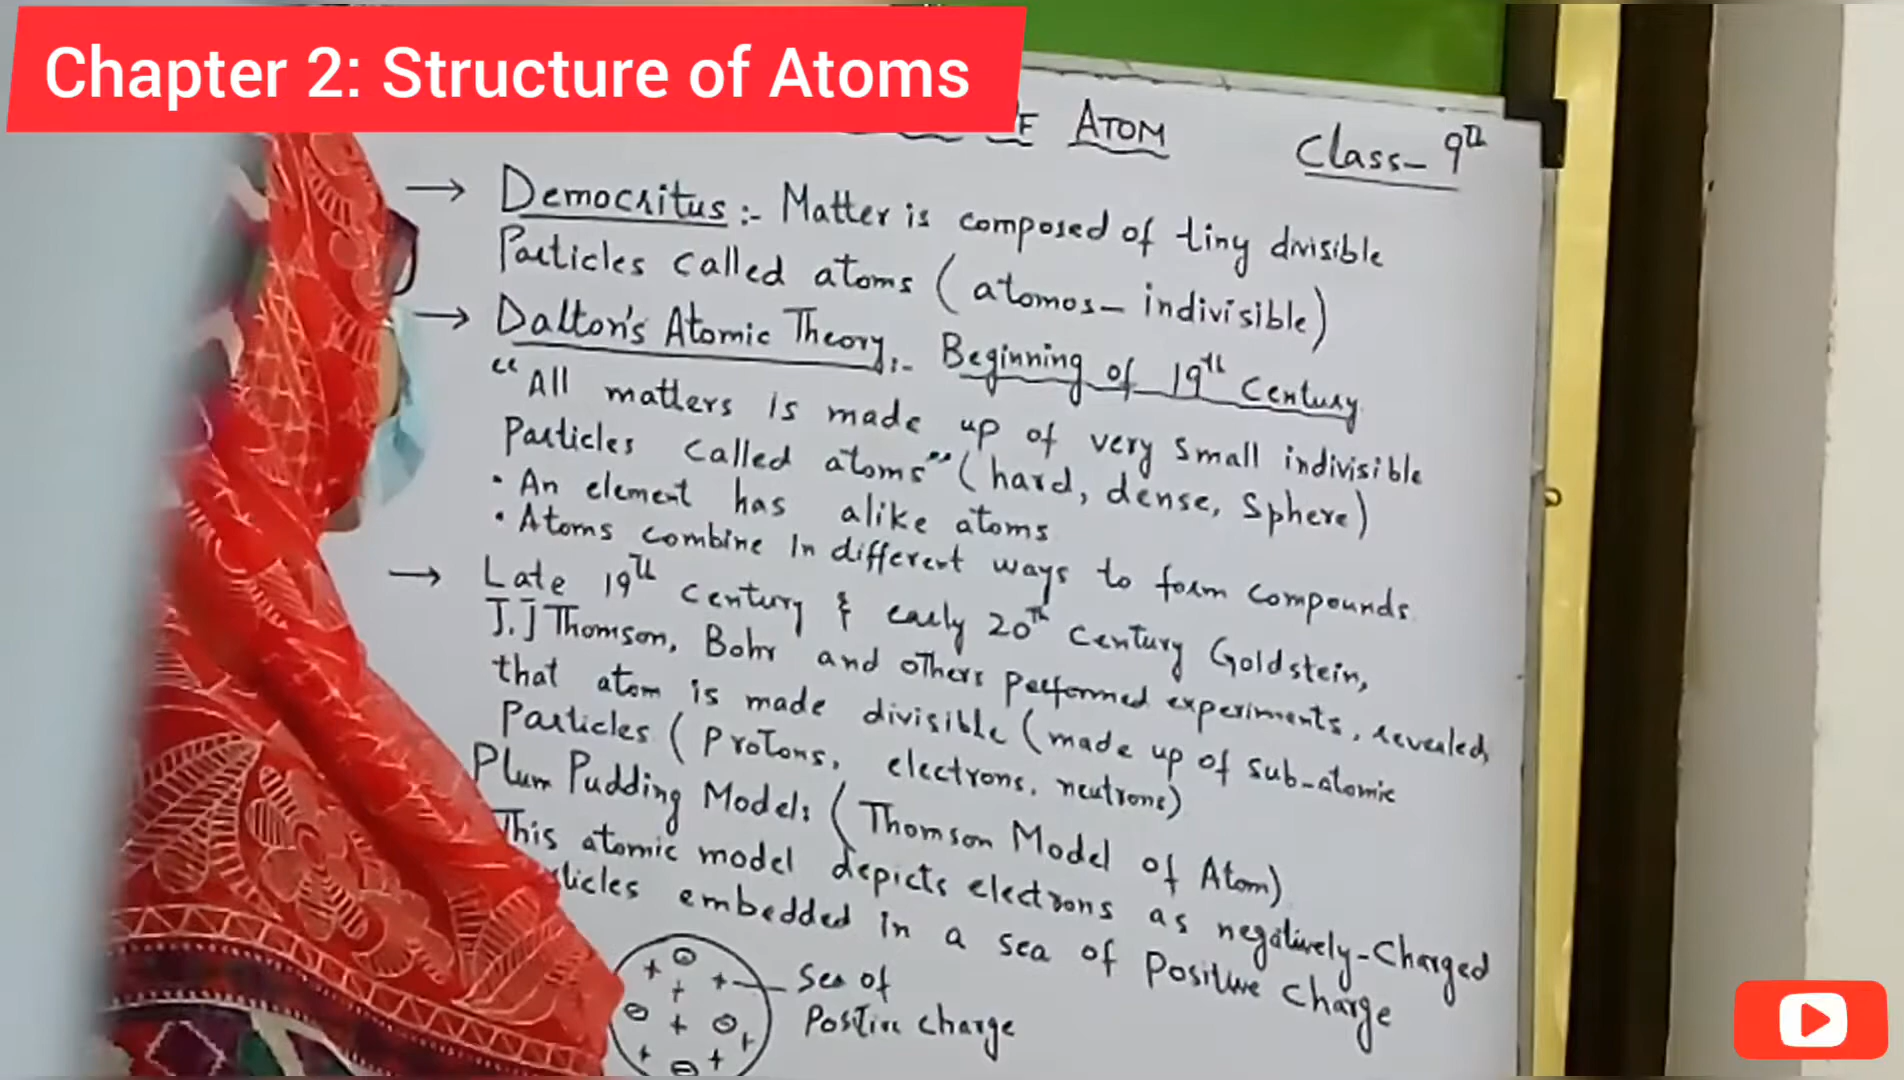 Chapter 2: Structure of Atoms
ATOM Class- 9th
→ Democritus :- Matter is composed of tiny divisible
Particles called atoms (atomos- indivisible)
→ Dalton's Atomic Theory :- Beginning of 19th Century
"All matters is made up of very small indivisible
Particles called atoms" (hard, dense, Sphere)
• An element has alike atoms
• Atoms combine In different ways to form compounds.
→ Late 19th century & early 20th century Goldstein,
J.J Thomson, Bohr and others performed experiments, revealed
that atom is made divisible (made up of sub-atomic
Particles (Protons, electrons, neutrons)
Plum Pudding Model: (Thomson Model of Atom)
This atomic model depicts electrons as negatively-Charged
embedded in a sea of Positive charge
Sea of
Positive charge